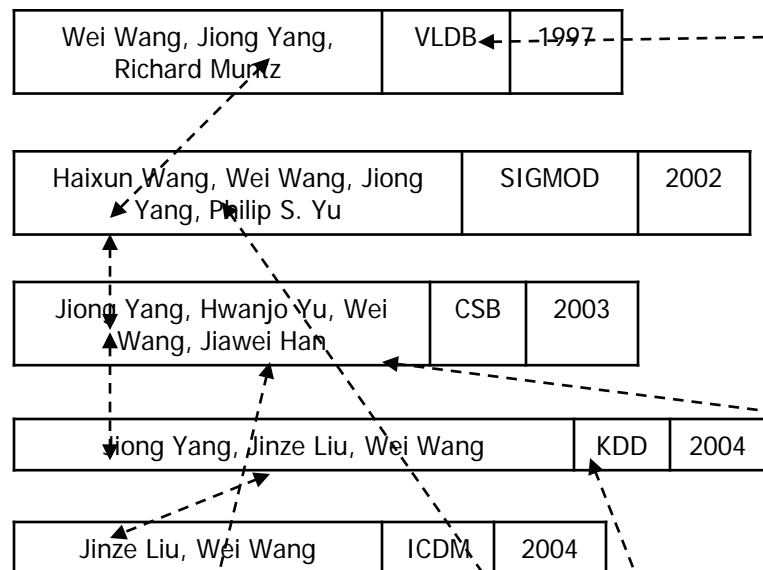 Wei Wang, Jiong Yang,
Richard Muntz
VLDB
1997
Haixun Wang, Wei Wang, Jiong
Yang, Philip S. Yu
SIGMOD
2002
Jiong Yang, Hwanjo Yu, Wei
Wang, Jiawei Han
CSB
2003
Jiong Yang, Jinze Liu, Wei Wang
KDD
2004
Jinze Liu, Wei Wang
ICDM
2004